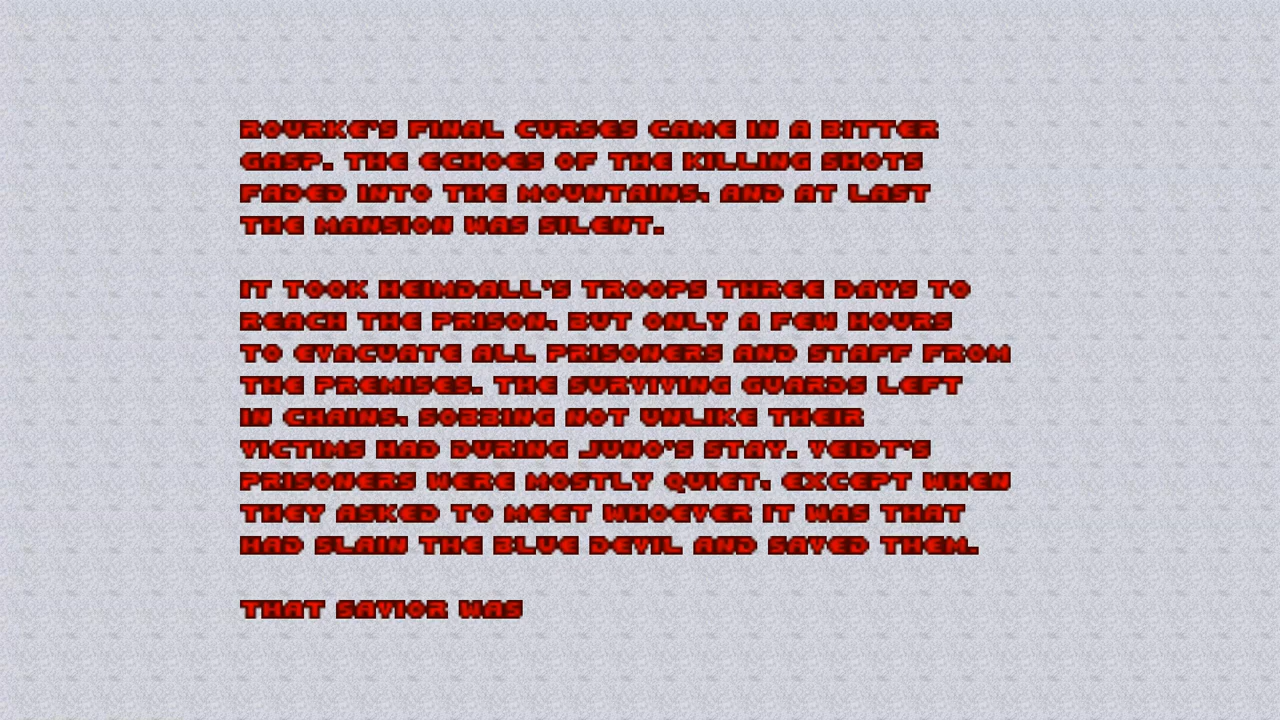 ROURKE'S FINAL CURSES CAME IN A BITTER
GASP. THE ECHOES OF THE KILLING SHOTS
FADED INTO THE MOUNTAINS, AND AT LAST
THE MANSION WAS SILENT.
IT TOOK HEIMDALL'S TROOPS THREE DAYS TO
REACH THE PRISON, BUT ONLY A FEW HOURS
TO EVACUATE ALL PRISONERS AND STAFF FROM
THE PREMISES. THE SURVIVING GUARDS LEFT
IN CHAINS, SOBBING NOT UNLIKE THEIR
VICTIMS HAD DURING JUNO'S STAY. VEIDT'S
PRISONERS WERE MOSTLY QUIET, EXCEPT WHEN
THEY ASKED TO MEET WHOEVER IT WAS THAT
HAD SLAIN THE BLUE DEVIL AND SAVED THEM.
THAT SAVIOR WAS